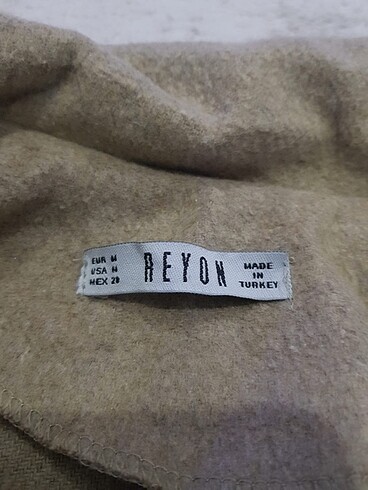 EUR M
USA M
MEX 28
REYON
MADE
IN
TURKEY